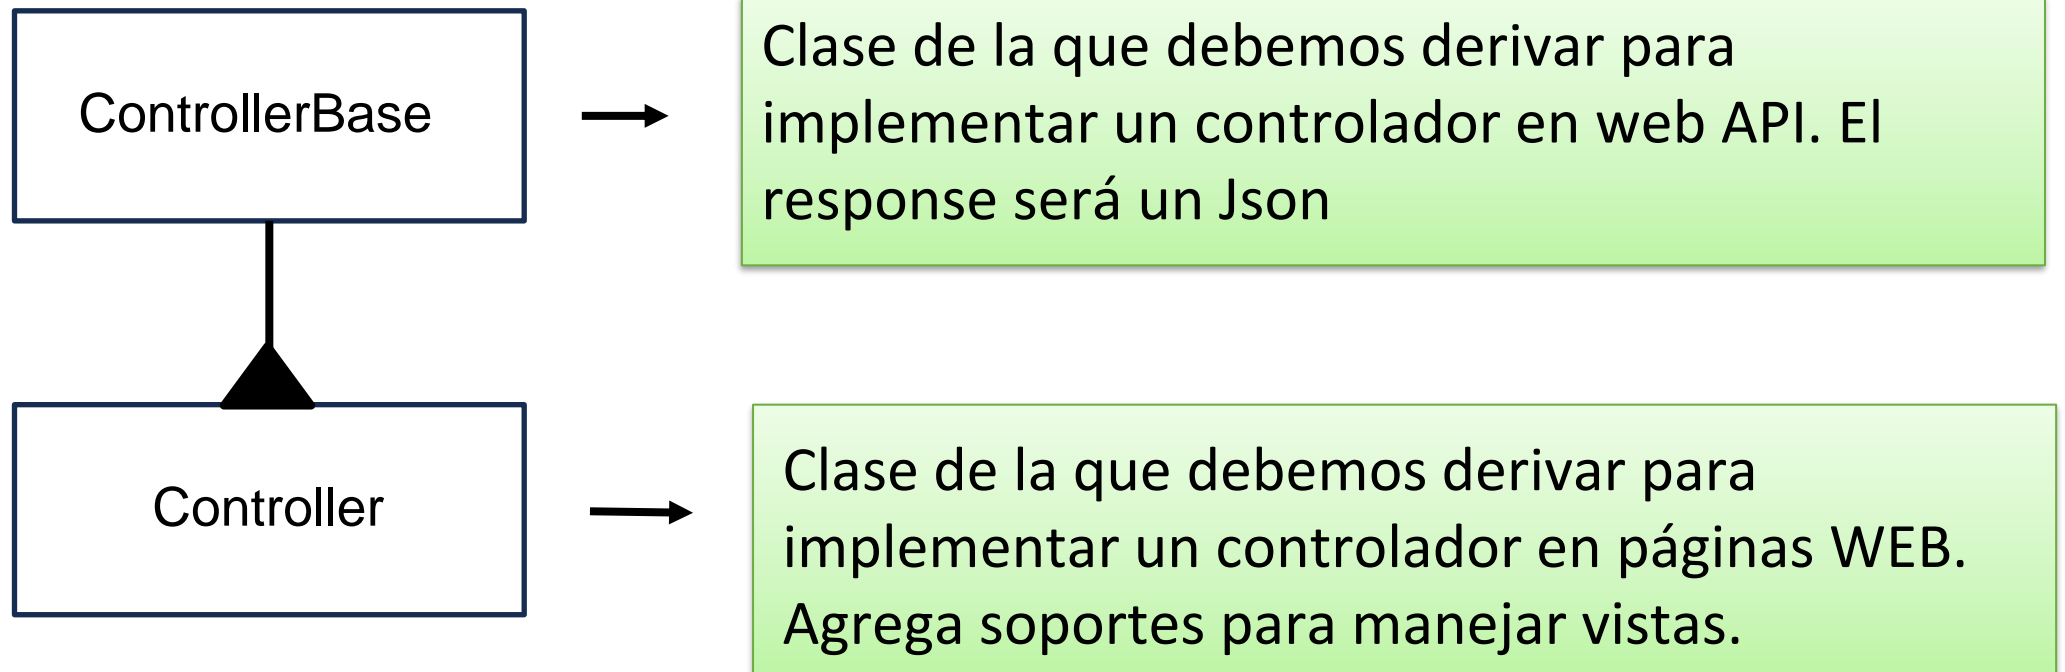 ControllerBase
Clase de la que debemos derivar para
implementar un controlador en web API. El
response será un Json
Controller
Clase de la que debemos derivar para
implementar un controlador en páginas WEB.
Agrega soportes para manejar vistas.